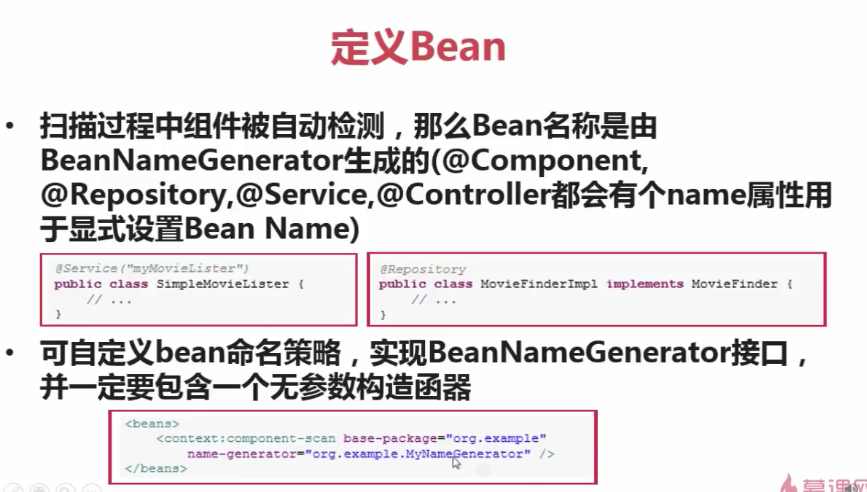 定义Bean
• 扫描过程中组件被自动检测，那么Bean名称是由
BeanNameGenerator生成的(@Component,
@Repository,@Service,@Controller都会有个name属性用
于显式设置Bean Name)
@Service("myMovieLister")
public class SimpleMovieLister {
// ...
}
@Repository
public class MovieFinderImpl implements MovieFinder {
// ...
}
• 可自定义bean命名策略，实现BeanNameGenerator接口，
并一定要包含一个无参数构造函器
<beans>
<context:component-scan base-package="org.example"
name-generator="org.example.MyNameGenerator" />
</beans>
慕课网